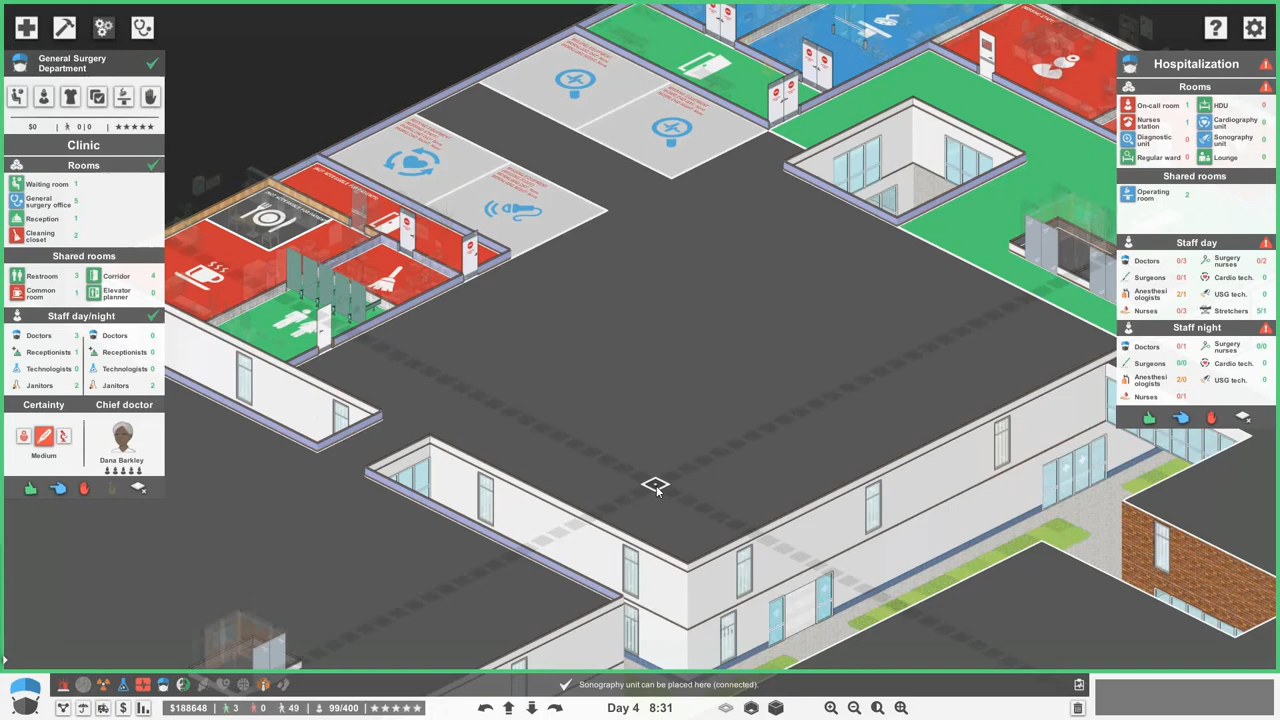 General Surgery
Department
$0 | 0|0 | ★★★★★
Clinic
Rooms
Waiting room 1
General
surgery office 5
Reception 1
Cleaning
closet 2
Shared rooms
Restroom 3 Corridor 4
Common
room 1 Elevator
planner 0
Staff day/night
Doctors 3 Doctors 0
Receptionists 1 Receptionists 0
Technologists 0 Technologists 0
Janitors 2 Janitors 2
Certainty Chief doctor
Medium Dana Barkley
Hospitalization
Rooms
On-call room 1 HDU 0
Nurses
station 1 Cardiography
unit 0
Diagnostic
unit 0 Sonography
unit 0
Regular ward 0 Lounge 0
Shared rooms
Operating
room 2
Staff day
Doctors 0/3 Surgery
nurses 0/2
Surgeons 0/1 Cardio tech. 0
Anesthesi
ologists 2/1 USG tech. 0
Nurses 0/3 Stretchers 5/1
Staff night
Doctors 0/1 Surgery
nurses 0/0
Surgeons 0/0 Cardio tech. 0
Anesthesi
ologists 2/0 USG tech. 0
Nurses 0/1
Sonography unit can be placed here (connected).
$188648 3 0 49 99/400 ★★★★★
Day 4 8:31